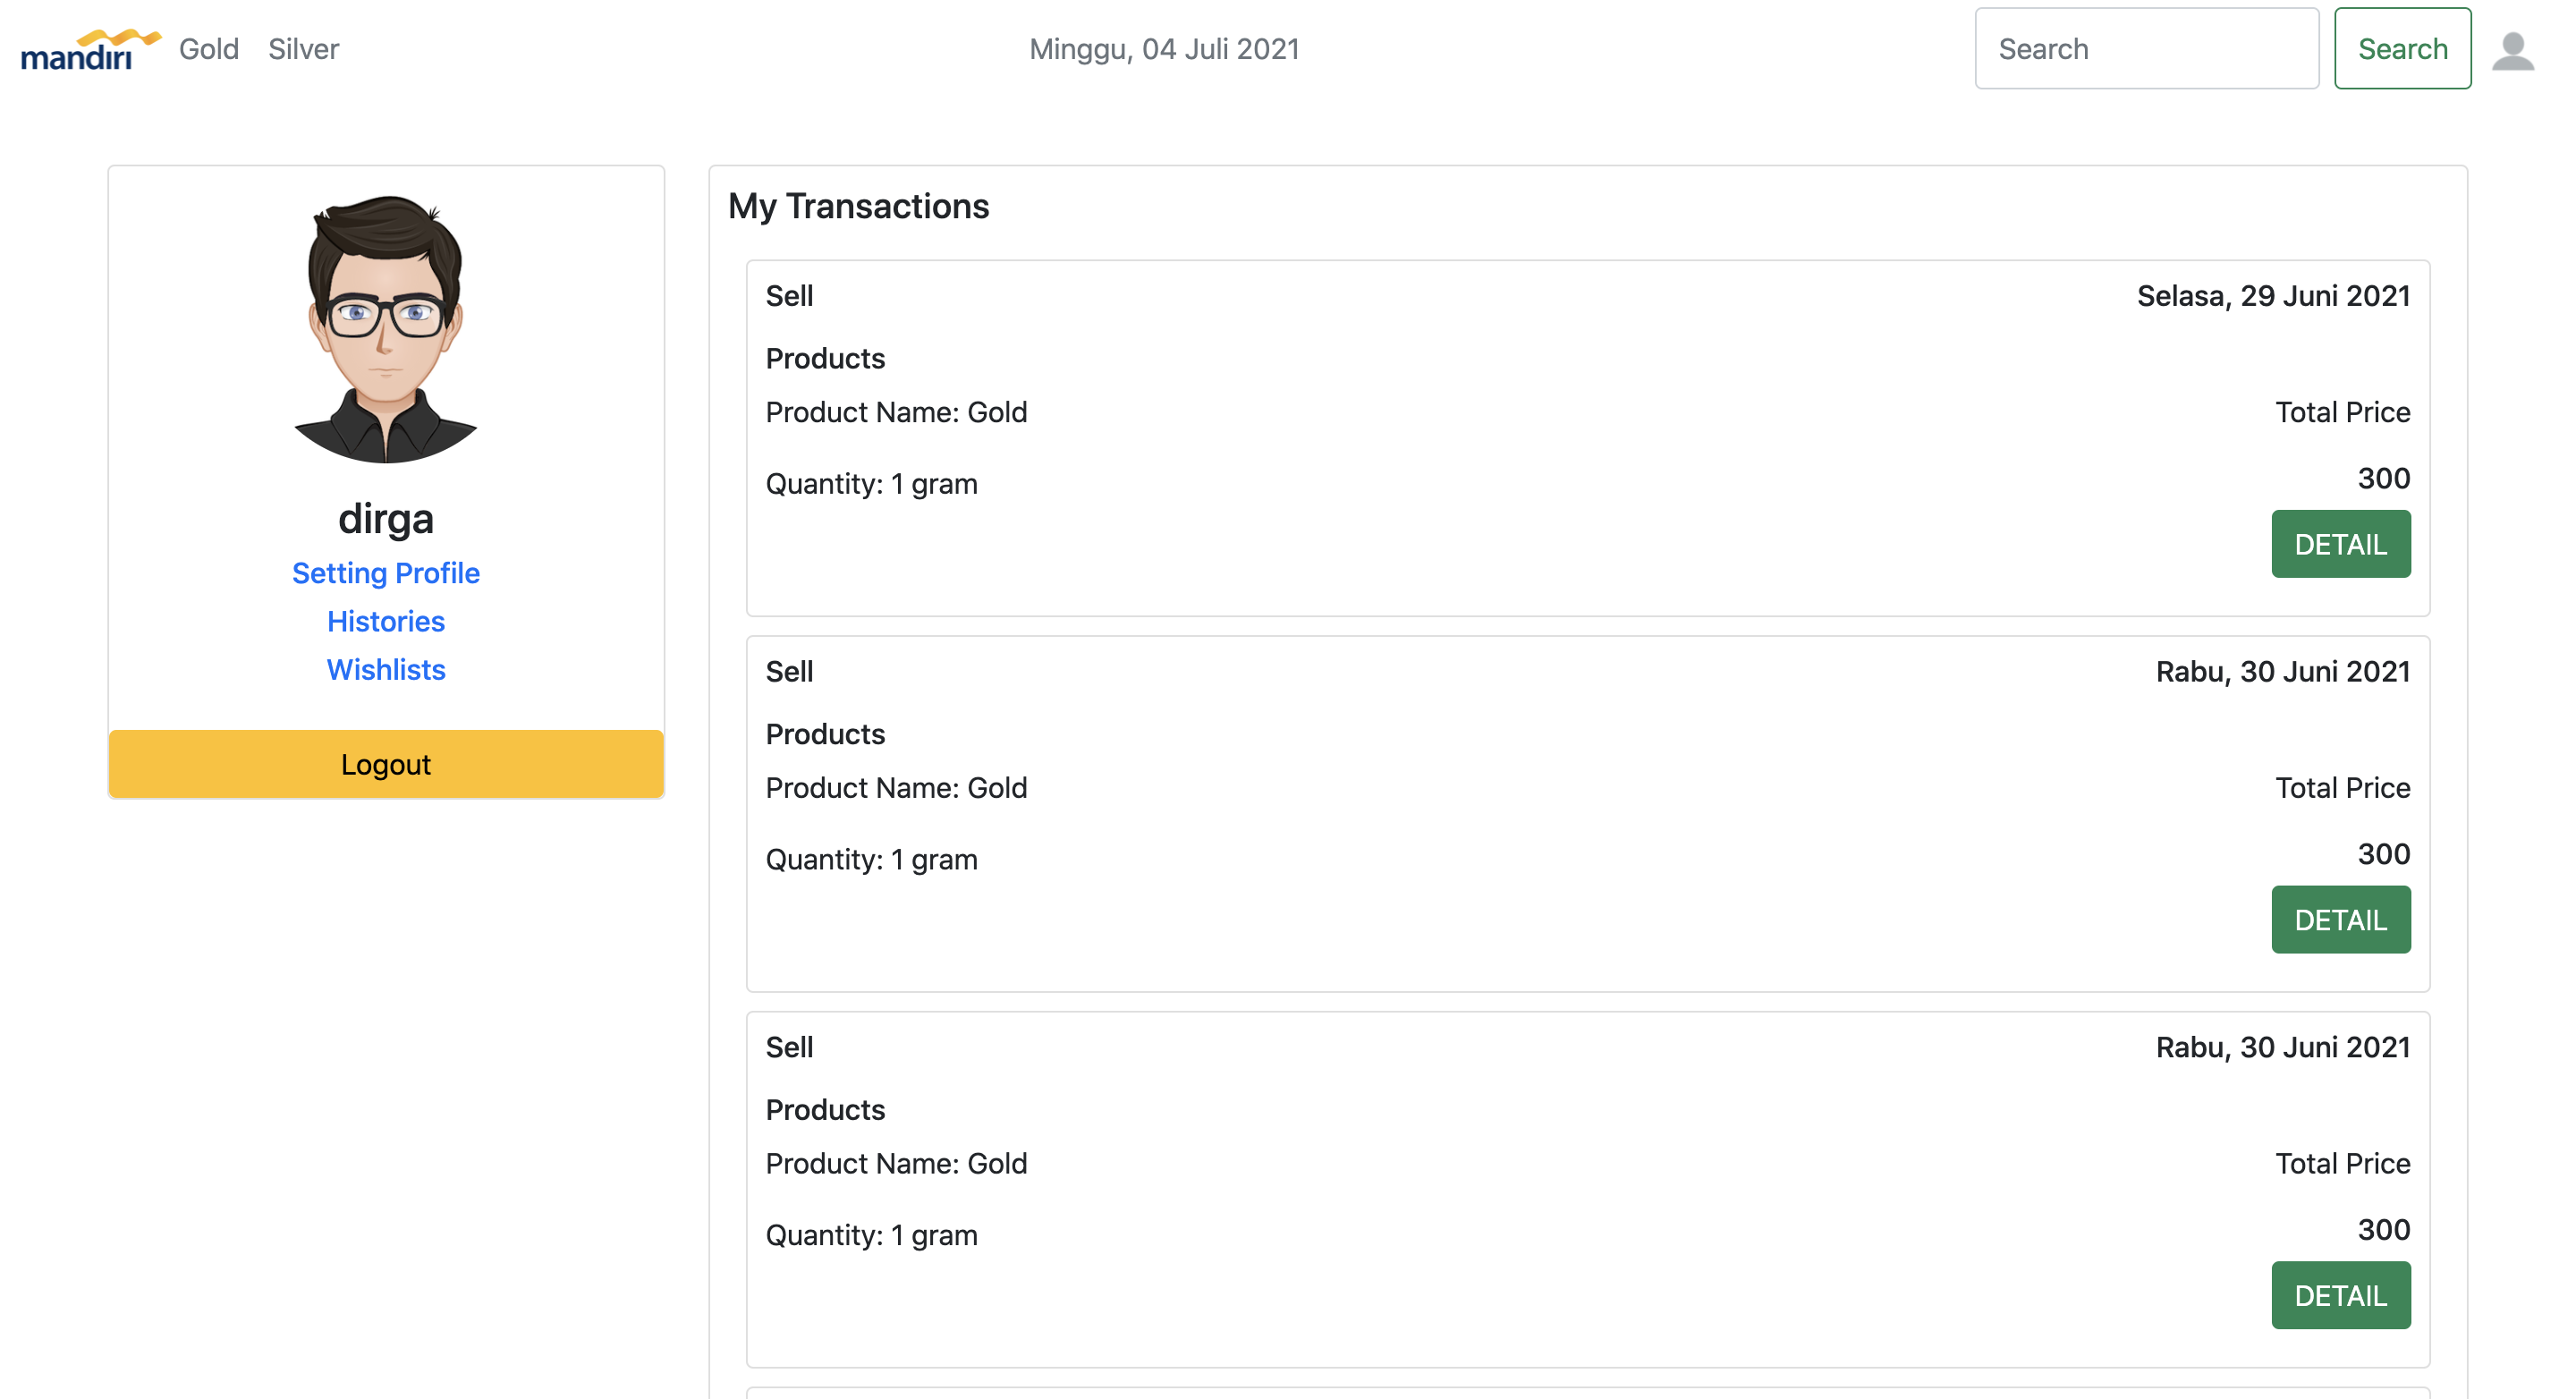 mandiri Gold Silver Minggu, 04 Juli 2021 Search Search
dirga
Setting Profile
Histories
Wishlists
Logout
My Transactions
Sell Selasa, 29 Juni 2021
Products
Product Name: Gold Total Price
Quantity: 1 gram 300
DETAIL
Sell Rabu, 30 Juni 2021
Products
Product Name: Gold Total Price
Quantity: 1 gram 300
DETAIL
Sell Rabu, 30 Juni 2021
Products
Product Name: Gold Total Price
Quantity: 1 gram 300
DETAIL